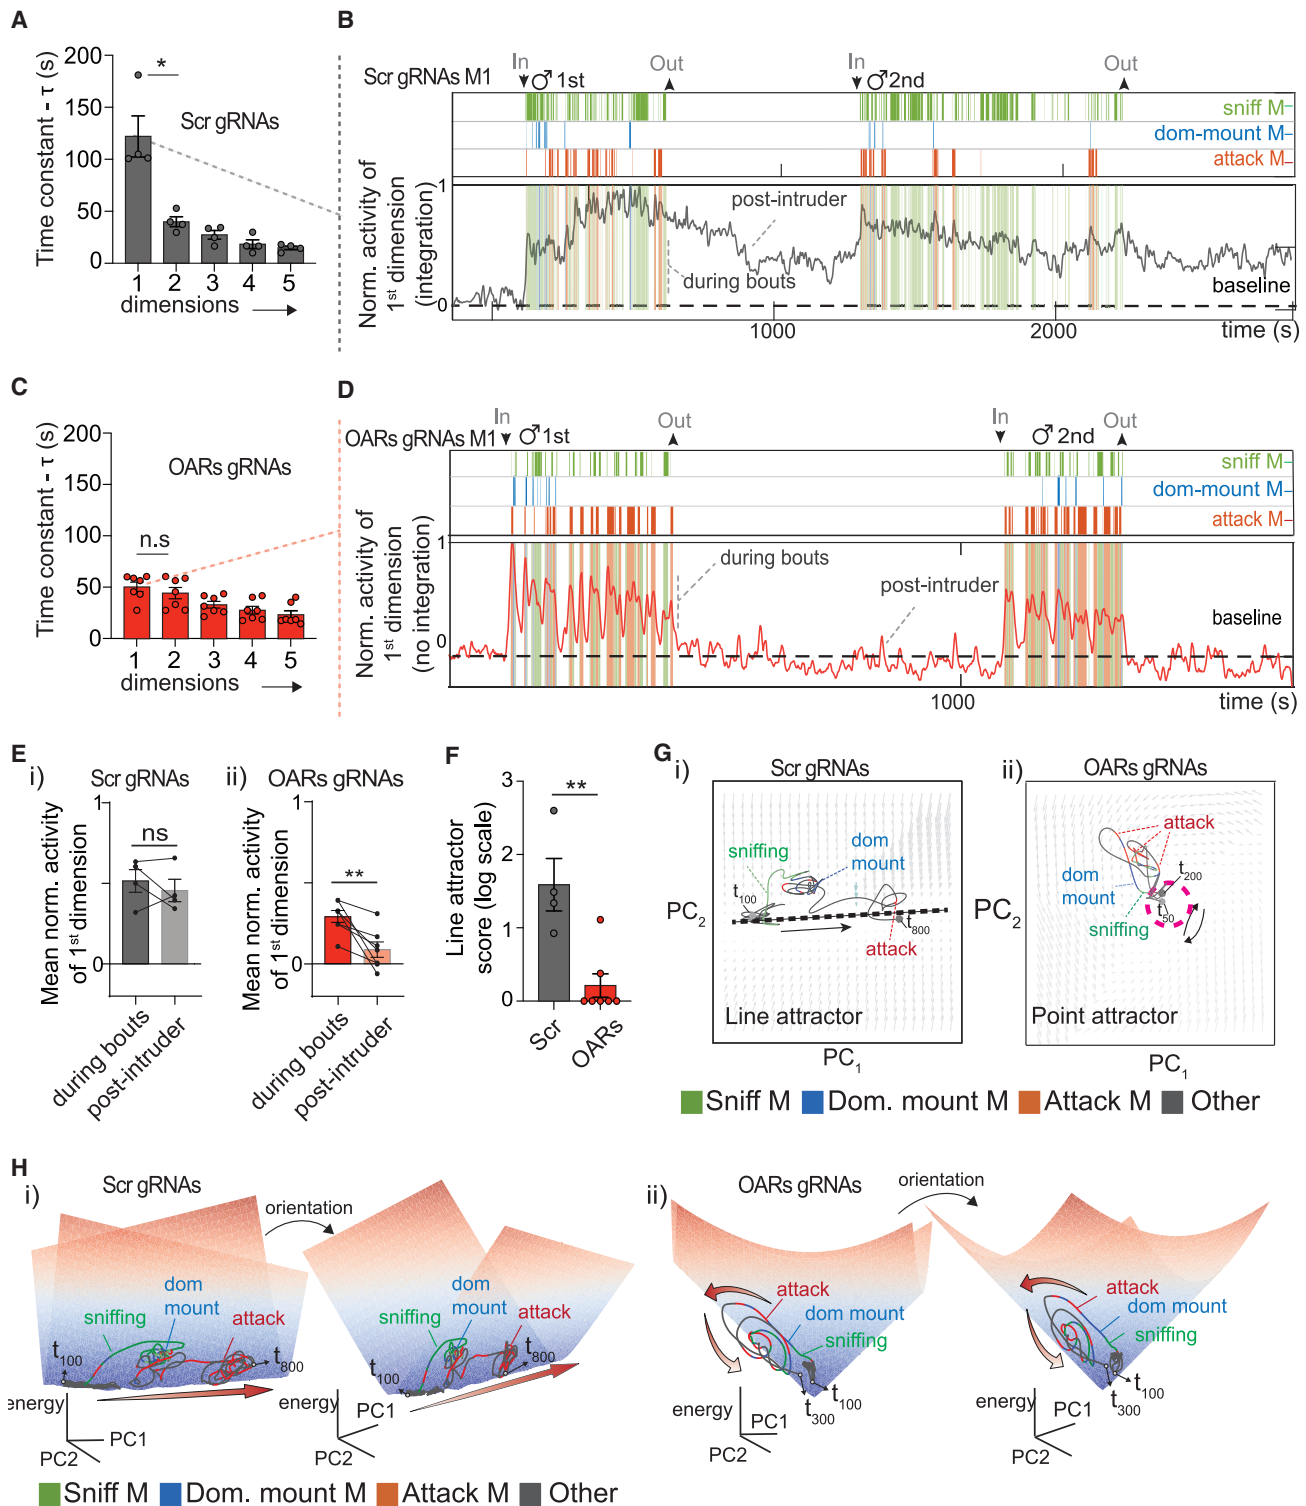 A
Time constant - τ (s)
200
150
100
50
0
*
Scr gRNAs
1 2 3 4 5
dimensions
B
Scr gRNAs M1
In
♂ 1st
Out
In
♂ 2nd
Out
sniff M
dom-mount M
attack M
Norm. activity of
1st dimension
(integration)
1
0
post-intruder
during bouts
baseline
1000
2000
time (s)
C
Time constant - τ (s)
200
150
100
50
0
OARs gRNAs
n.s
1 2 3 4 5
dimensions
D
OARs gRNAs M1
In
♂ 1st
Out
In
♂ 2nd
Out
sniff M
dom-mount M
attack M
Norm. activity of
1st dimension
(no integration)
1
0
during bouts
post-intruder
baseline
1000
time (s)
E
i)
Scr gRNAs
Mean norm. activity
of 1st dimension
1
0
ns
during bouts
post-intruder
ii)
OARs gRNAs
Mean norm. activity
of 1st dimension
1
0
**
during bouts
post-intruder
F
Line attractor
score (log scale)
3
2
1
0
**
Scr
OARs
G
i)
Scr gRNAs
PC2
sniffing
dom
mount
t100
t800
attack
Line attractor
PC1
ii)
OARs gRNAs
PC2
attack
dom
mount
t200
t50
sniffing
Point attractor
PC1
Sniff M Dom. mount M Attack M Other
H
i)
Scr gRNAs
orientation
sniffing
dom
mount
attack
t100
t800
energy
PC1
PC2
sniffing
dom
mount
attack
t100
t800
energy
PC1
PC2
ii)
OARs gRNAs
orientation
attack
dom mount
sniffing
t100
t300
energy
PC1
PC2
attack
dom mount
sniffing
t100
t300
energy
PC1
PC2
Sniff M Dom. mount M Attack M Other